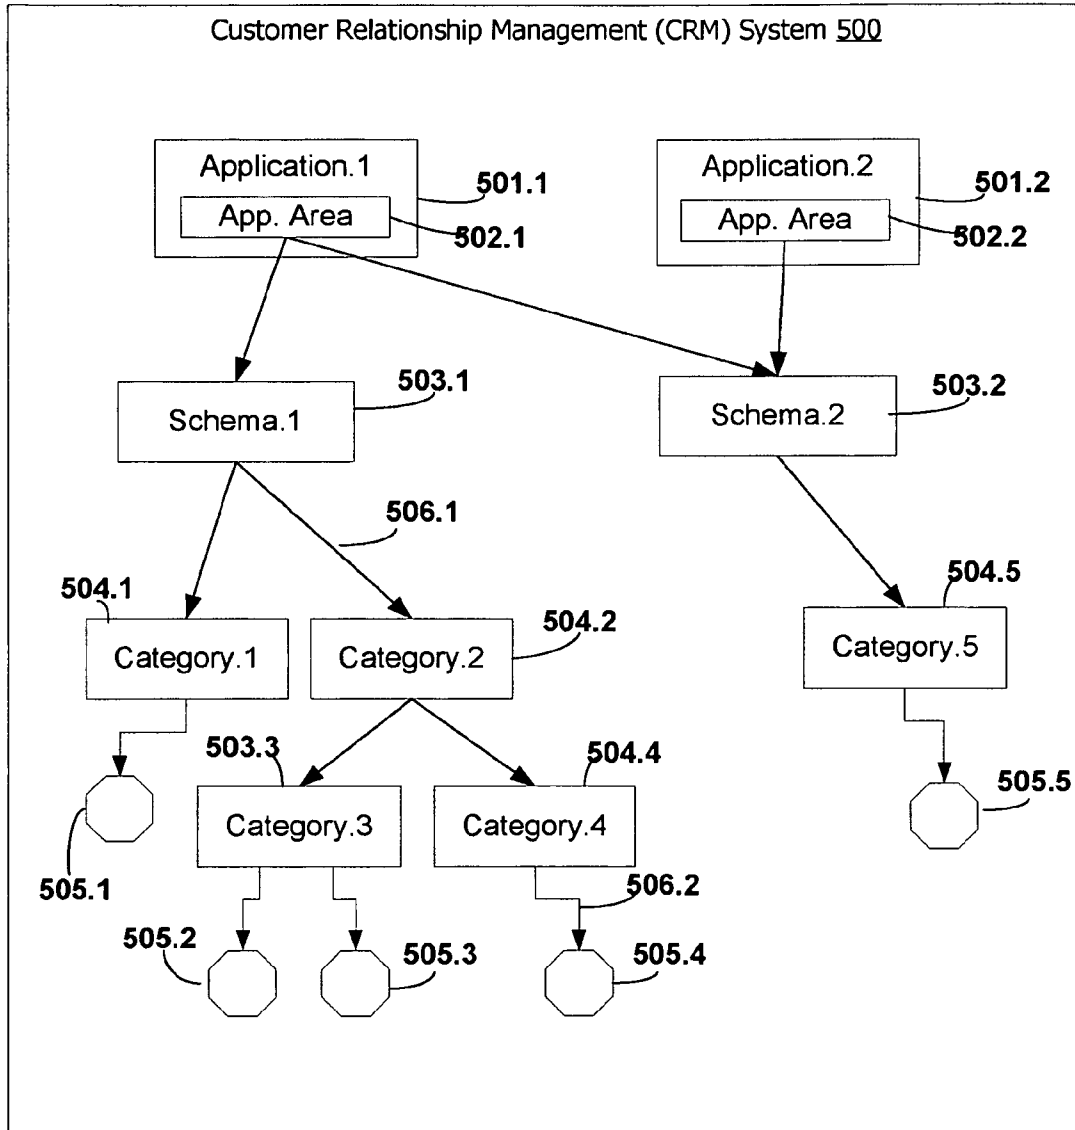 Customer Relationship Management (CRM) System 500
Application.1
501.1
App. Area
502.1
Application.2
501.2
App. Area
502.2
Schema.1
503.1
Schema.2
503.2
506.1
504.1
Category.1
Category.2
504.2
504.5
Category.5
503.3
Category.3
504.4
Category.4
505.5
505.1
506.2
505.2
505.3
505.4